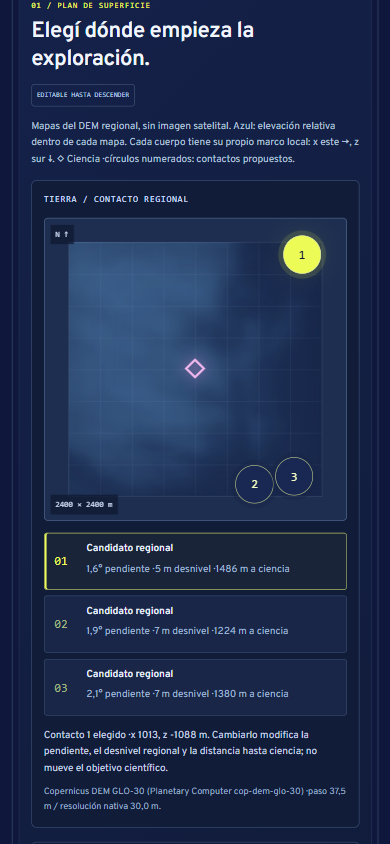 01 / PLAN DE SUPERFICIE
Elegí dónde empieza la
exploración.
EDITABLE HASTA DESCENDER
Mapas del DEM regional, sin imagen satelital. Azul: elevación relativa
dentro de cada mapa. Cada cuerpo tiene su propio marco local: x este →, z
sur ↓. ◇ Ciencia ·círculos numerados: contactos propuestos.
TIERRA / CONTACTO REGIONAL
N ↑
1
2
3
2400 × 2400 m
01
Candidato regional
1,6° pendiente ·5 m desnivel ·1486 m a ciencia
02
Candidato regional
1,9° pendiente ·7 m desnivel ·1224 m a ciencia
03
Candidato regional
2,1° pendiente ·7 m desnivel ·1380 m a ciencia
Contacto 1 elegido ·x 1013, z -1088 m. Cambiarlo modifica la
pendiente, el desnivel regional y la distancia hasta ciencia; no
mueve el objetivo científico.
Copernicus DEM GLO-30 (Planetary Computer cop-dem-glo-30) ·paso 37,5
m / resolución nativa 30,0 m.